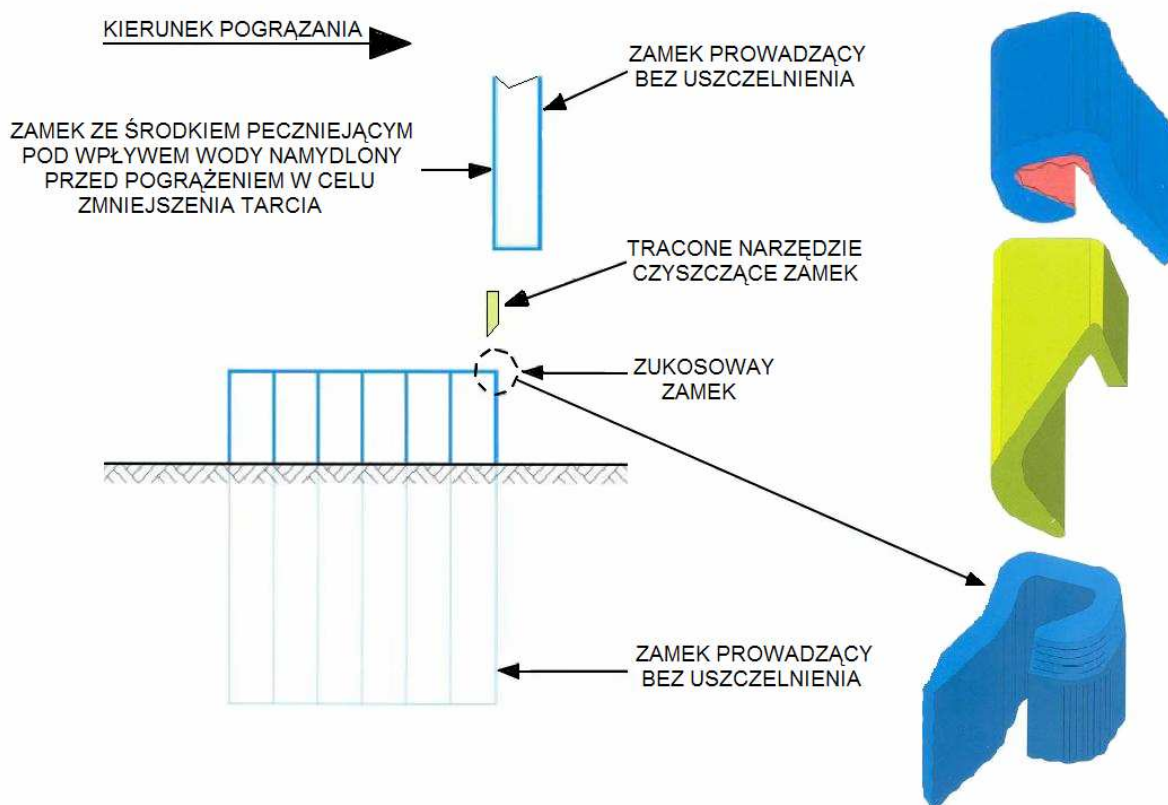 KIERUNEK POGRĄZANIA
ZAMEK PROWADZĄCY
BEZ USZCZELNIENIA
ZAMEK ZE ŚRODKIEM PECZNIEJĄCYM
POD WPŁYWEM WODY NAMYDLONY
PRZED POGRĄŻENIEM W CELU
ZMNIEJSZENIA TARCIA
TRACONE NARZĘDZIE
CZYSZCZĄCE ZAMEK
ZUKOSOWAY
ZAMEK
ZAMEK PROWADZĄCY
BEZ USZCZELNIENIA